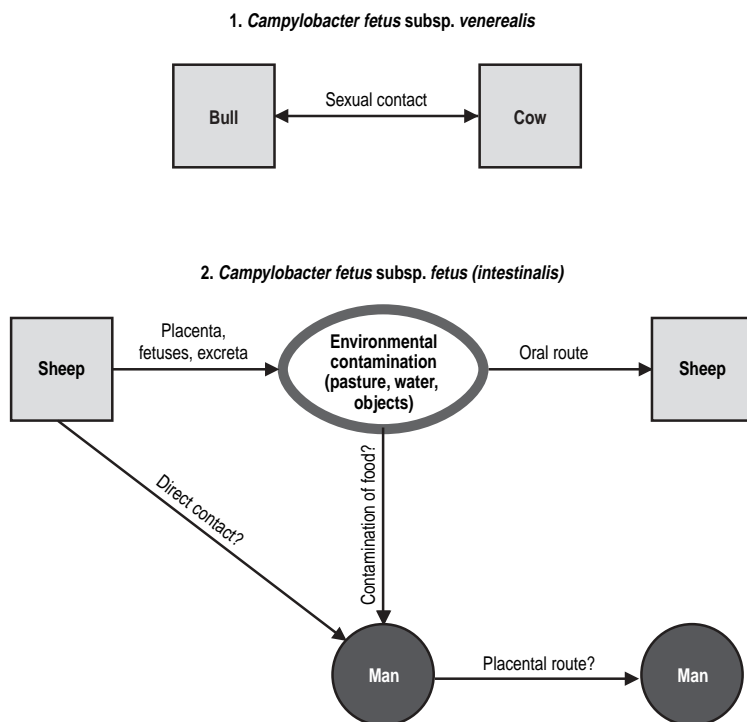 1. Campylobacter fetus subsp. venerealis
Bull
Sexual contact
Cow
2. Campylobacter fetus subsp. fetus (intestinalis)
Sheep
Placenta,
fetuses, excreta
Environmental
contamination
(pasture, water,
objects)
Oral route
Sheep
Direct contact?
Contamination of food?
Man
Placental route?
Man